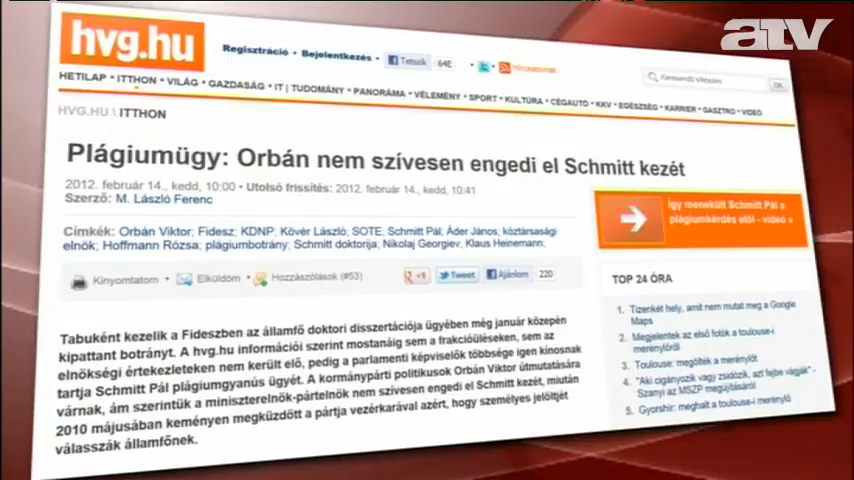 atv
hvg.hu
Regisztráció • Bejelentkezés • Tetszik 64E
HETILAP • ITTHON • VILÁG • GAZDASÁG • IT | TUDOMÁNY • PANORÁMA • VÉLEMÉNY • SPORT • KULTÚRA • CÉGAUTÓ • KKV • EGÉSZSÉG • KARRIER • GASZTRO • VIDEÓ
OK
HVG.HU \ ITTHON
Plágiumügy: Orbán nem szívesen engedi el Schmitt kezét
2012. február 14., kedd, 10:00 • Utolsó frissítés: 2012. február 14., kedd, 10:41
Szerző: M. László Ferenc
Címkék: Orbán Viktor; Fidesz; KDNP; Kövér László; SOTE; Schmitt Pál; Áder János; köztársasági
elnök; Hoffmann Rózsa; plágiumbotrány; Schmitt doktorija; Nikolaj Georgiev; Klaus Heinemann;
Kinyomtatom • Elküldöm • Hozzászólások (#53)
+1 Tweet Ajánlom 220
Tabuként kezelik a Fideszben az államfő doktori disszertációja ügyében még január közepén
kipattant botrányt. A hvg.hu információi szerint mostanáig sem a frakcióüléseken, sem az
elnökségi értekezleteken nem került elő, pedig a parlamenti képviselők többsége igen kínosnak
tartja Schmitt Pál plágiumgyanús ügyét. A kormánypárti politikusok Orbán Viktor útmutatására
várnak, ám szerintük a miniszterelnök-pártelnök nem szívesen engedi el Schmitt kezét, miután
2010 májusában keményen megküzdött a pártja vezérkarával azért, hogy személyes jelöltjét
válasszák államfőnek.
Így menekült Schmitt Pál a
plágiumkérdés elől - videó »
TOP 24 ÓRA
1. Tizenkét hely, amit nem mutat meg a Google
Maps
2. Megjelentek az első fotók a toulouse-i
merénylőről
3. Toulouse: megölték a merénylőt
4. "Aki cigányozik vagy zsidózik, azt fejbe vágják" -
Szanyi az MSZP megújításáról
5. Gyorshír: meghalt a toulouse-i merénylő